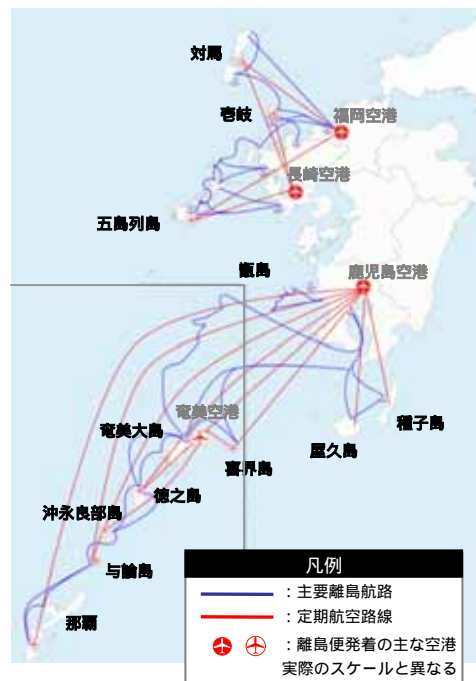 対馬
壱岐
福岡空港
長崎空港
五島列島
甑島
鹿児島空港
奄美空港
奄美大島
種子島
屋久島
喜界島
徳之島
沖永良部島
与論島
那覇
凡例
：主要離島航路
：定期航空路線
：離島便発着の主な空港
実際のスケールと異なる